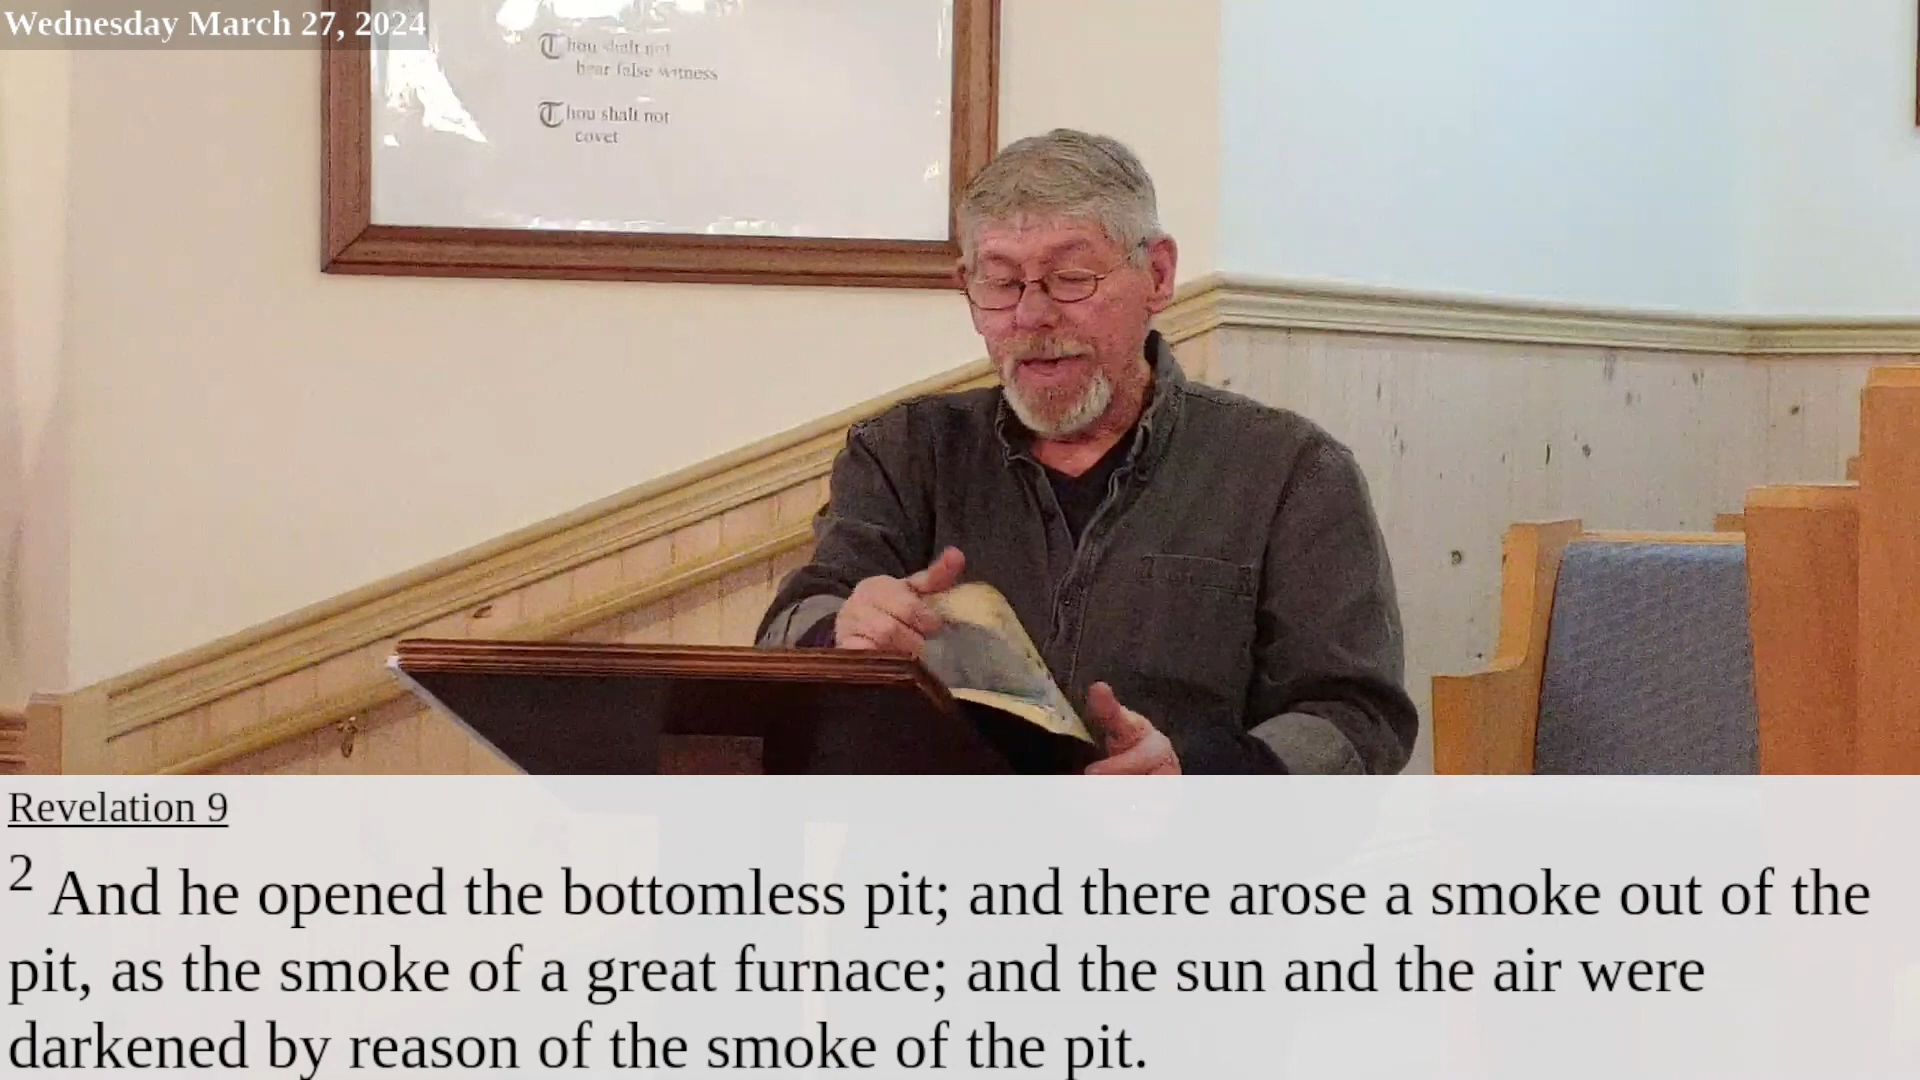 Wednesday March 27, 2024
Thou shalt not
bear false witness
Thou shalt not
covet
Revelation 9
2 And he opened the bottomless pit; and there arose a smoke out of the
pit, as the smoke of a great furnace; and the sun and the air were
darkened by reason of the smoke of the pit.